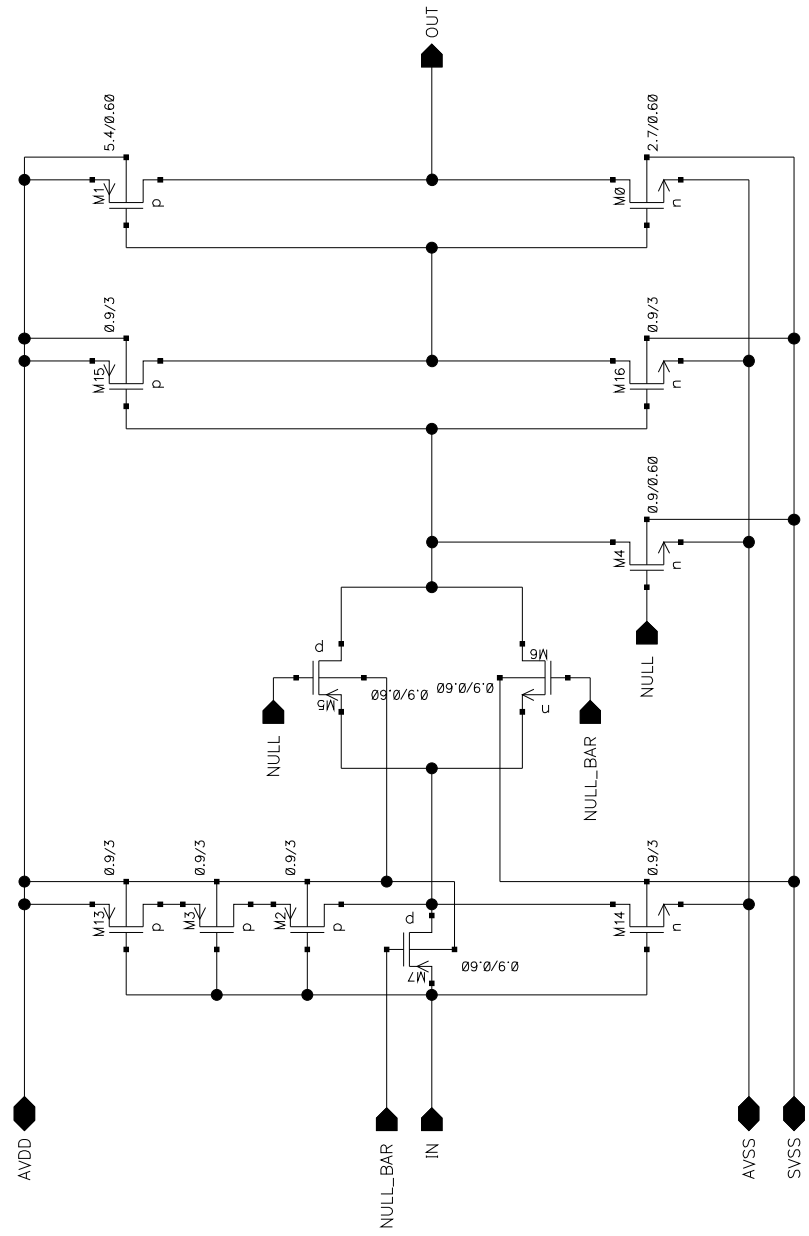 AVDD
M13
0.9/3
p
M3
0.9/3
p
M2
0.9/3
p
M7
0.9/0.60
p
NULL_BAR
IN
M14
0.9/3
n
AVSS
SVSS
NULL
M5
0.9/0.60
p
NULL_BAR
M6
0.9/0.60
n
NULL
M4
0.9/0.60
n
M15
0.9/3
p
M16
0.9/3
n
M1
5.4/0.60
p
M0
2.7/0.60
n
OUT